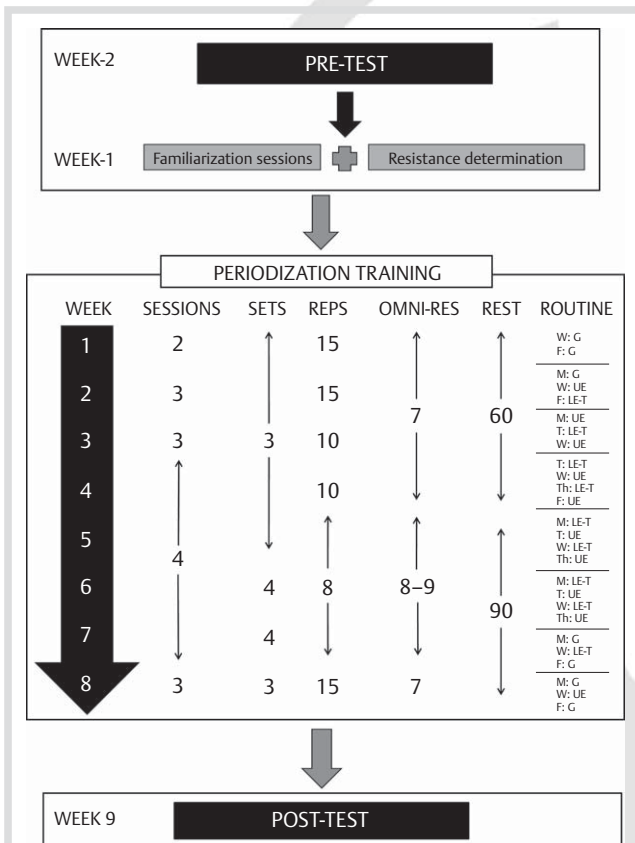 WEEK-2 PRE-TEST
WEEK-1 Familiarization sessions Resistance determination
PERIODIZATION TRAINING
WEEK SESSIONS SETS REPS OMNI-RES REST ROUTINE
1 2 15 W: G
F: G
2 3 15 M: G
W: UE
F: LE-T
7 60
3 3 3 10 M: UE
T: LE-T
W: UE
4 10 T: LE-T
W: UE
Th: LE-T
F: UE
5 M: LE-T
T: UE
W: LE-T
Th: UE
4
6 4 8 8–9 M: LE-T
T: UE
W: LE-T
Th: UE
90
7 4 M: G
W: LE-T
F: G
8 3 3 15 7 M: G
W: UE
F: G
WEEK 9 POST-TEST